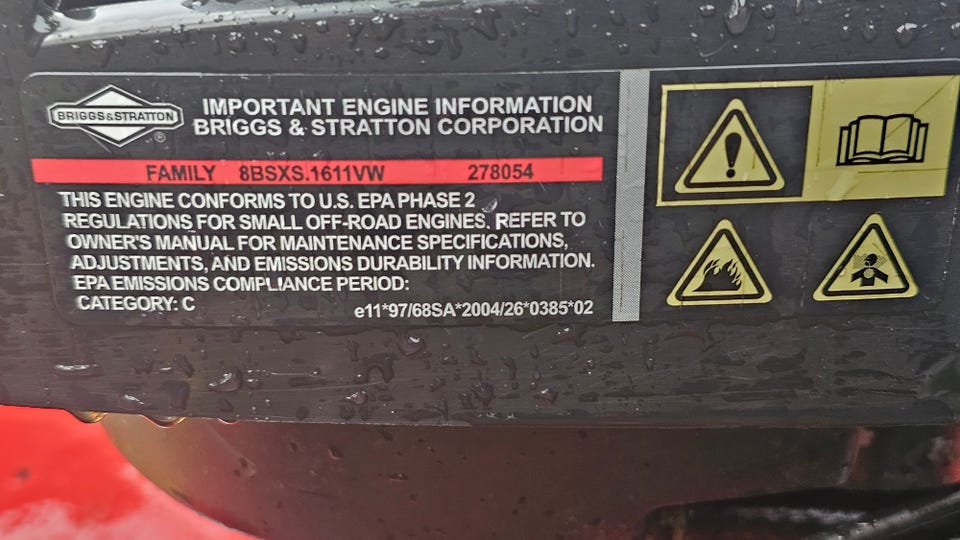 BRIGGS & STRATTON ®
IMPORTANT ENGINE INFORMATION
BRIGGS & STRATTON CORPORATION
FAMILY 8BSXS.1611VW 278054
THIS ENGINE CONFORMS TO U.S. EPA PHASE 2
REGULATIONS FOR SMALL OFF-ROAD ENGINES. REFER TO
OWNER'S MANUAL FOR MAINTENANCE SPECIFICATIONS,
ADJUSTMENTS, AND EMISSIONS DURABILITY INFORMATION.
EPA EMISSIONS COMPLIANCE PERIOD:
CATEGORY: C e11*97/68SA*2004/26*0385*02